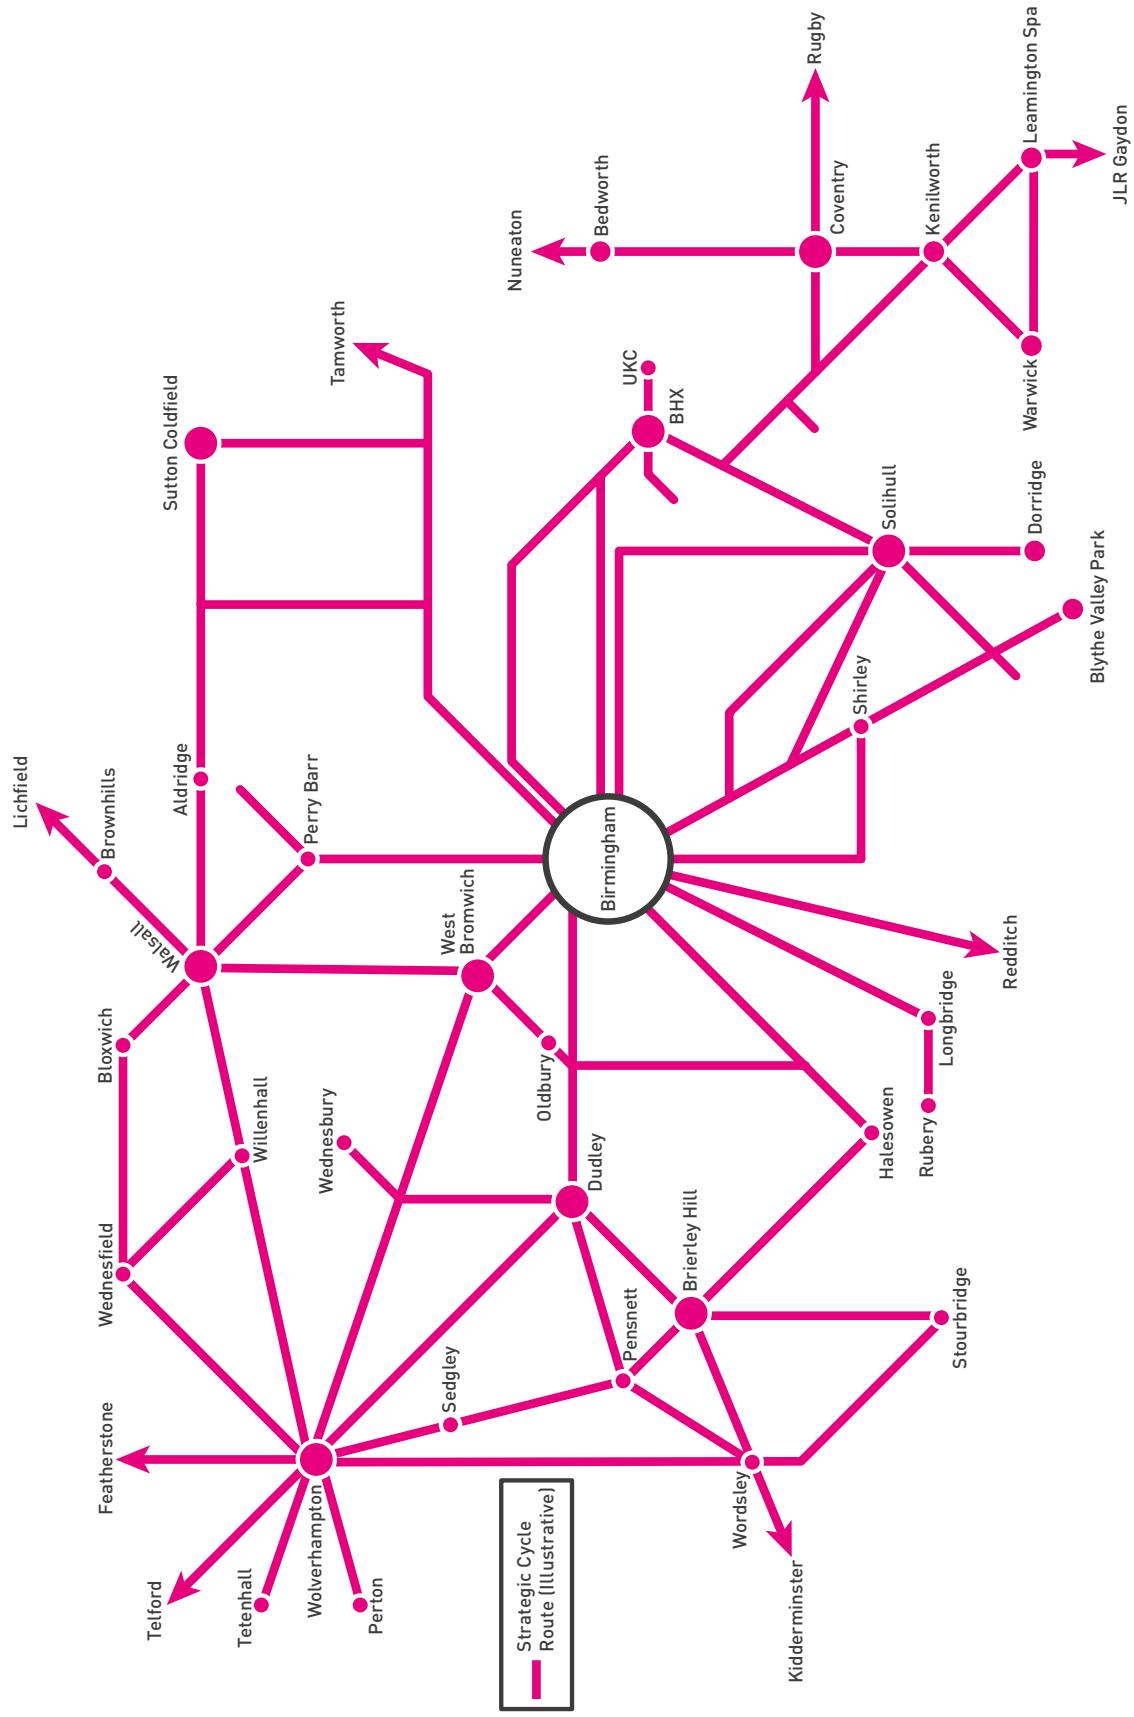 Featherstone
Telford
Tetenhall
Wolverhampton
Perton
Wednesfield
Bloxwich
Willenhall
Walsall
Lichfield
Brownhills
Aldridge
Perry Barr
Sutton Coldfield
Tamworth
Wednesbury
West
Bromwich
Oldbury
Dudley
Sedgley
Pensnett
Brierley Hill
Wordsley
Kidderminster
Stourbridge
Halesowen
Rubery
Longbridge
Redditch
Birmingham
Shirley
Solihull
Dorridge
Blythe Valley Park
UKC
BHX
Nuneaton
Bedworth
Coventry
Rugby
Kenilworth
Warwick
Leamington Spa
JLR Gaydon
Strategic Cycle
Route (Illustrative)